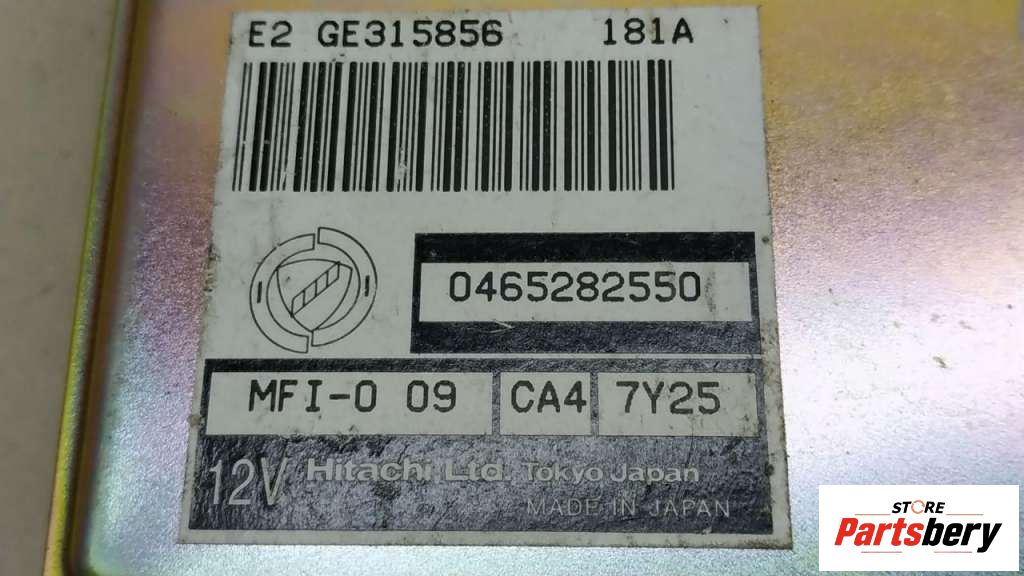 E2 GE315856 181A
0465282550
MFI-0 09 CA4 7Y25
12V Hitachi, Ltd. Tokyo Japan
MADE IN JAPAN
STORE
Partsbery